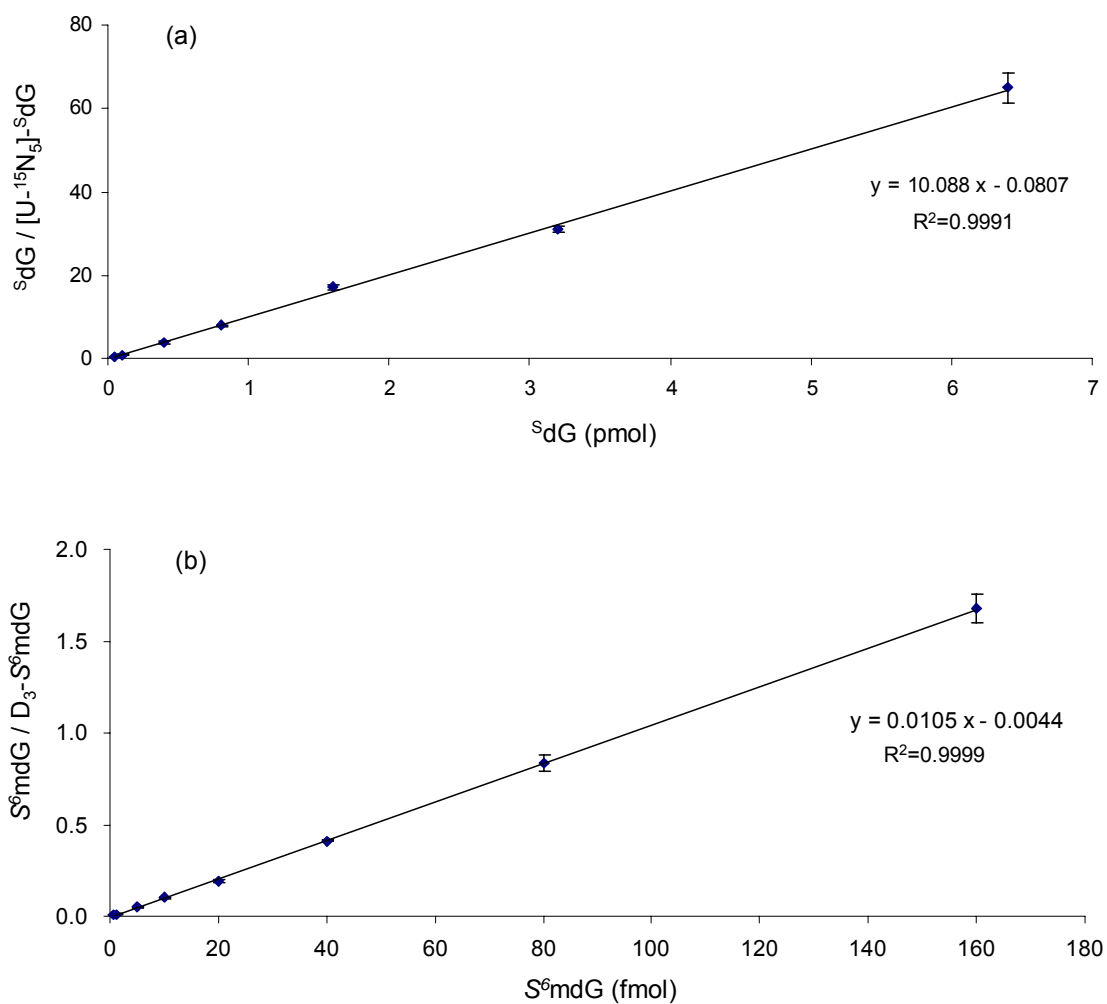 (a)
80
60
40
20
0
ˢdG / [U-¹⁵N₅]-ˢdG
y = 10.088 x - 0.0807
R²=0.9991
0 1 2 3 4 5 6 7
ˢdG (pmol)
(b)
2.0
1.5
1.0
0.5
0.0
S⁶mdG / D₃-S⁶mdG
y = 0.0105 x - 0.0044
R²=0.9999
0 20 40 60 80 100 120 140 160 180
S⁶mdG (fmol)